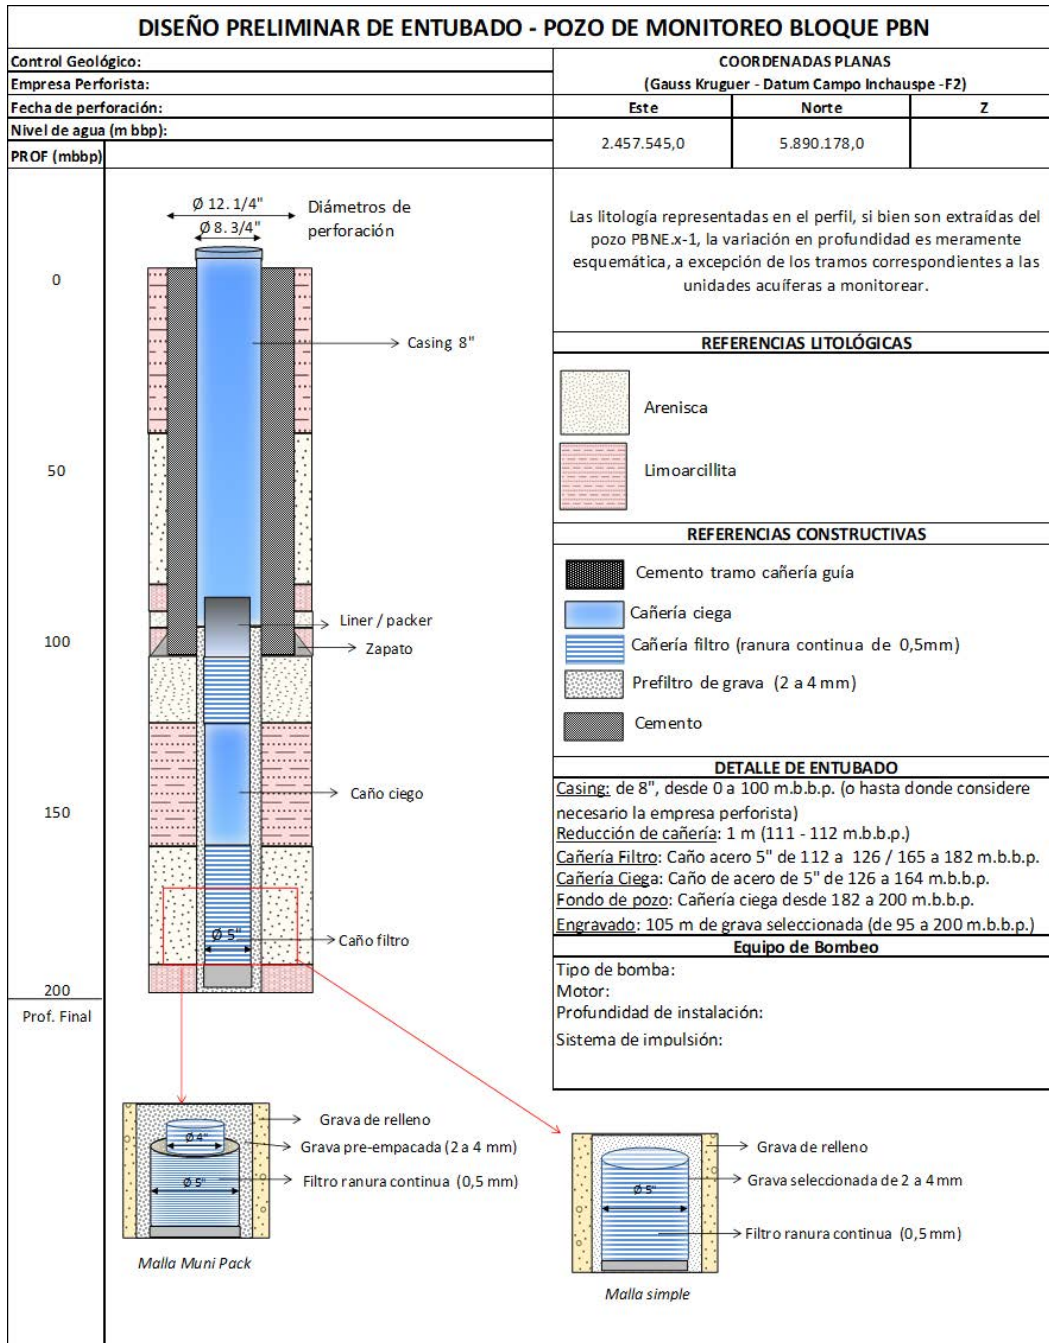 DISEÑO PRELIMINAR DE ENTUBADO - POZO DE MONITOREO BLOQUE PBN
Control Geológico:
Empresa Perforista:
Fecha de perforación:
Nivel de agua (m bbp):
PROF (mbbp)
COORDENADAS PLANAS
(Gauss Kruguer - Datum Campo Inchauspe -F2)
Este
Norte
Z
2.457.545,0
5.890.178,0
Ø 12. 1/4"
Ø 8. 3/4"
Diámetros de
perforación
0
50
100
150
200
Prof. Final
Casing 8"
Liner / packer
Zapato
Caño ciego
Ø 5"
Caño filtro
Las litología representadas en el perfil, si bien son extraídas del
pozo PBNE.x-1, la variación en profundidad es meramente
esquemática, a excepción de los tramos correspondientes a las
unidades acuíferas a monitorear.
REFERENCIAS LITOLÓGICAS
Arenisca
Limoarcillita
REFERENCIAS CONSTRUCTIVAS
Cemento tramo cañería guía
Cañería ciega
Cañería filtro (ranura continua de 0,5mm)
Prefiltro de grava (2 a 4 mm)
Cemento
DETALLE DE ENTUBADO
Casing: de 8", desde 0 a 100 m.b.b.p. (o hasta donde considere
necesario la empresa perforista)
Reducción de cañería: 1 m (111 - 112 m.b.b.p.)
Cañería Filtro: Caño acero 5" de 112 a 126 / 165 a 182 m.b.b.p.
Cañería Ciega: Caño de acero de 5" de 126 a 164 m.b.b.p.
Fondo de pozo: Cañería ciega desde 182 a 200 m.b.b.p.
Engravado: 105 m de grava seleccionada (de 95 a 200 m.b.b.p.)
Equipo de Bombeo
Tipo de bomba:
Motor:
Profundidad de instalación:
Sistema de impulsión:
Ø 4"
Ø 5"
Grava de relleno
Grava pre-empacada (2 a 4 mm)
Filtro ranura continua (0,5 mm)
Malla Muni Pack
Ø 5"
Grava de relleno
Grava seleccionada de 2 a 4 mm
Filtro ranura continua (0,5 mm)
Malla simple